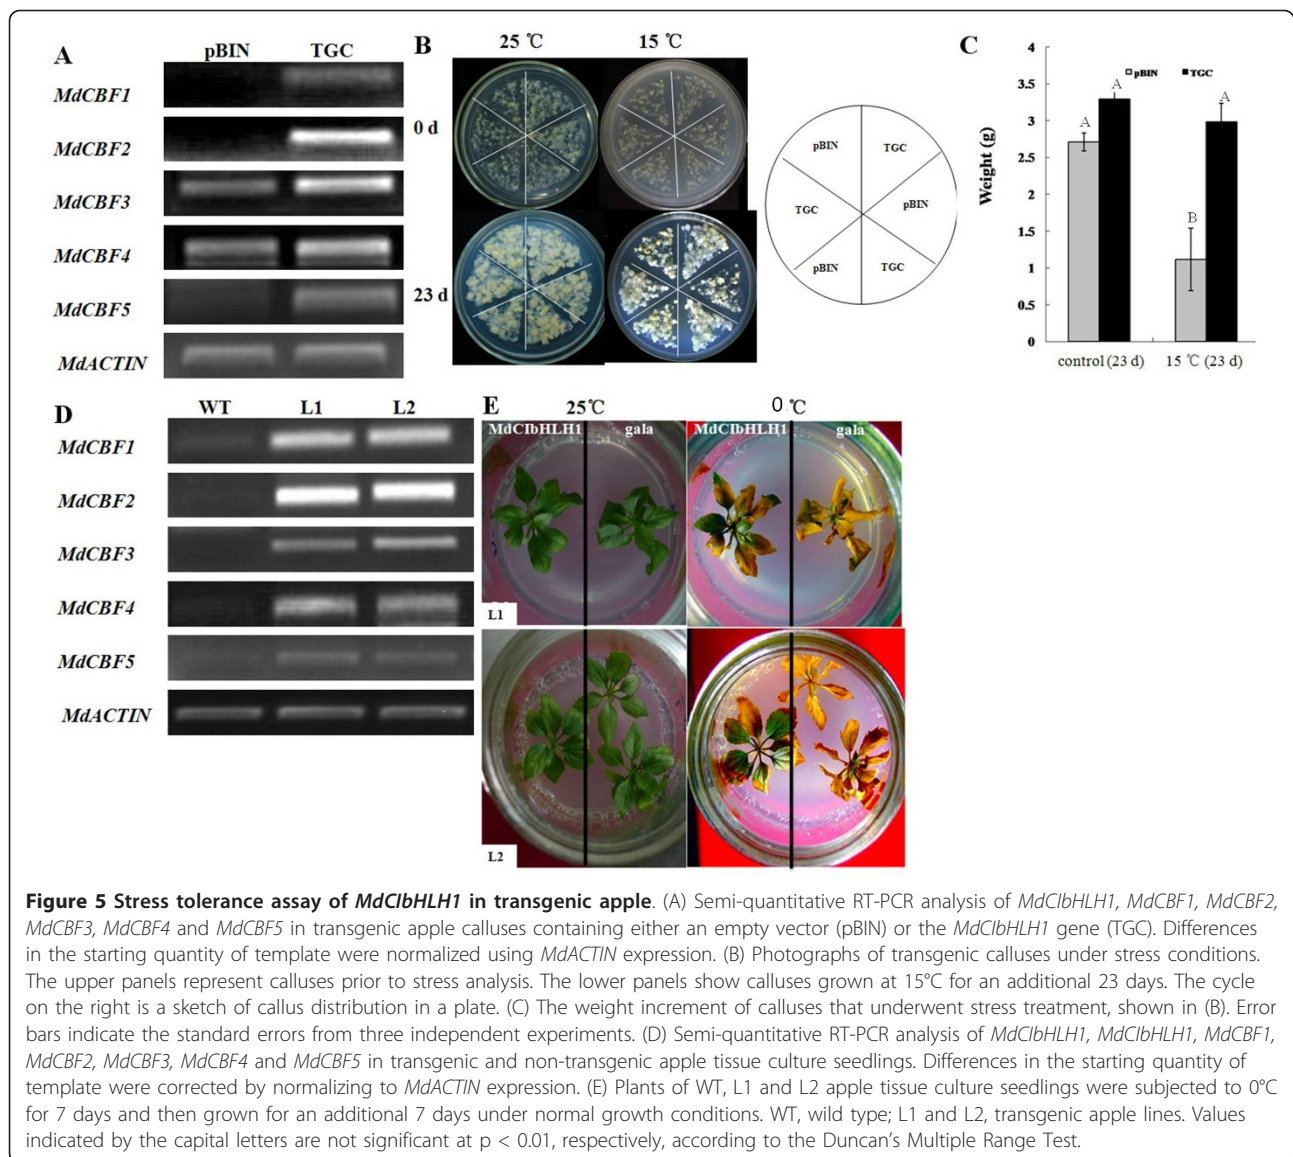 A
pBIN TGC
MdCBF1
MdCBF2
MdCBF3
MdCBF4
MdCBF5
MdACTIN
B
25 ℃ 15 ℃
0 d
23 d
pBIN TGC
TGC pBIN
pBIN TGC
C
4
3.5
3
2.5
2
1.5
1
0.5
0
Weight (g)
pBIN TGC
A A A B
control (23 d) 15 ℃ (23 d)
D
WT L1 L2
MdCBF1
MdCBF2
MdCBF3
MdCBF4
MdCBF5
MdACTIN
E
25℃ 0 ℃
MdCIbHLH1 gala MdCIbHLH1 gala
L1
L2
Figure 5 Stress tolerance assay of MdCIbHLH1 in transgenic apple. (A) Semi-quantitative RT-PCR analysis of MdCIbHLH1, MdCBF1, MdCBF2,
MdCBF3, MdCBF4 and MdCBF5 in transgenic apple calluses containing either an empty vector (pBIN) or the MdCIbHLH1 gene (TGC). Differences
in the starting quantity of template were normalized using MdACTIN expression. (B) Photographs of transgenic calluses under stress conditions.
The upper panels represent calluses prior to stress analysis. The lower panels show calluses grown at 15°C for an additional 23 days. The cycle
on the right is a sketch of callus distribution in a plate. (C) The weight increment of calluses that underwent stress treatment, shown in (B). Error
bars indicate the standard errors from three independent experiments. (D) Semi-quantitative RT-PCR analysis of MdCIbHLH1, MdCIbHLH1, MdCBF1,
MdCBF2, MdCBF3, MdCBF4 and MdCBF5 in transgenic and non-transgenic apple tissue culture seedlings. Differences in the starting quantity of
template were corrected by normalizing to MdACTIN expression. (E) Plants of WT, L1 and L2 apple tissue culture seedlings were subjected to 0°C
for 7 days and then grown for an additional 7 days under normal growth conditions. WT, wild type; L1 and L2, transgenic apple lines. Values
indicated by the capital letters are not significant at p < 0.01, respectively, according to the Duncan's Multiple Range Test.